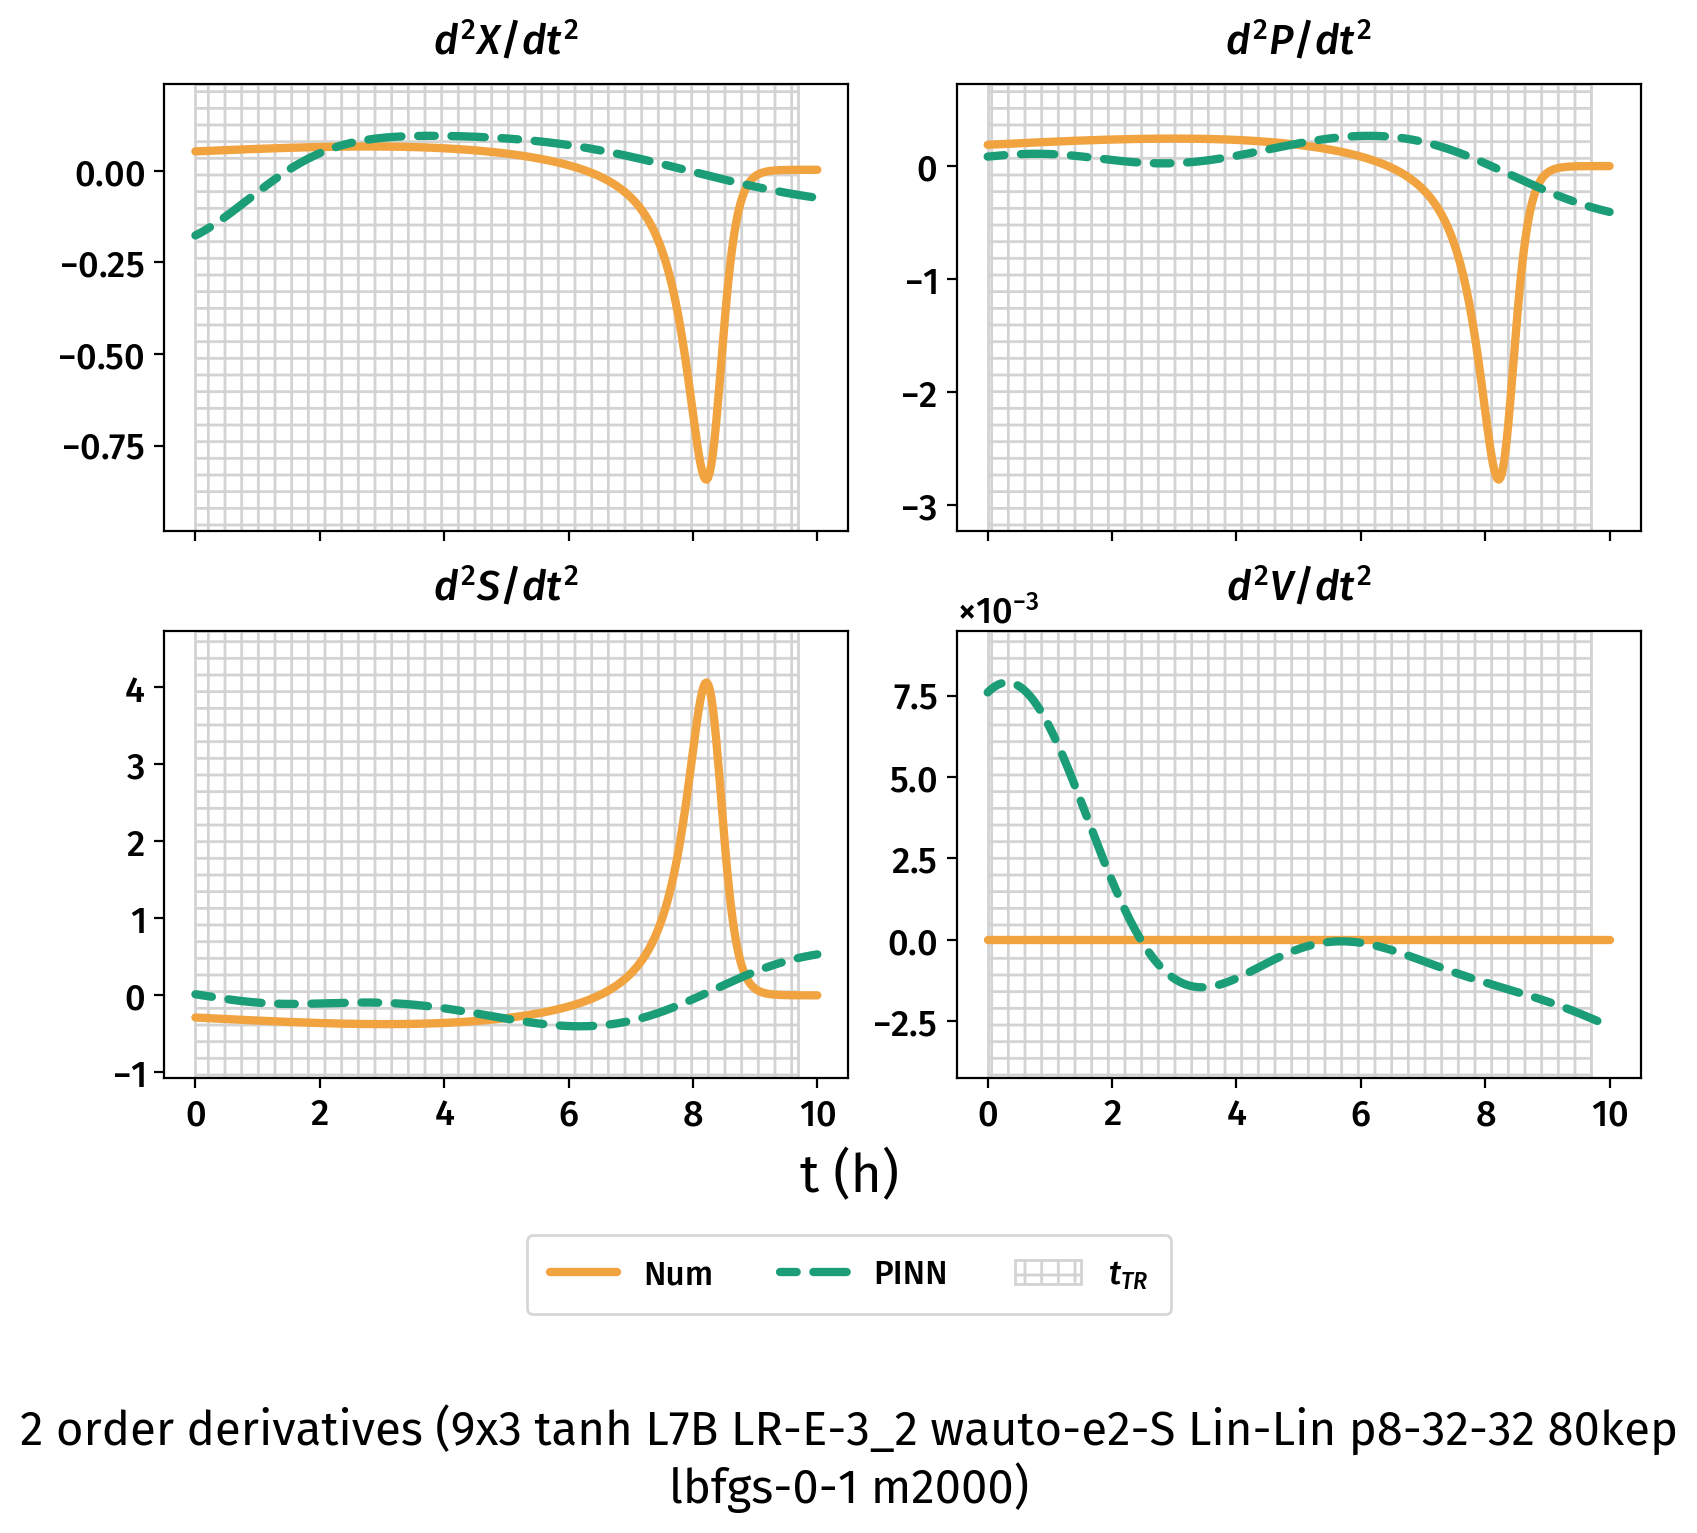 d²X/dt²
d²P/dt²
0.00
−0.25
−0.50
−0.75
0
−1
−2
−3
d²S/dt²
d²V/dt²
×10⁻³
4
3
2
1
0
−1
7.5
5.0
2.5
0.0
−2.5
0 2 4 6 8 10
0 2 4 6 8 10
t (h)
Num PINN t_TR
2 order derivatives (9x3 tanh L7B LR-E-3_2 wauto-e2-S Lin-Lin p8-32-32 80kep
lbfgs-0-1 m2000)